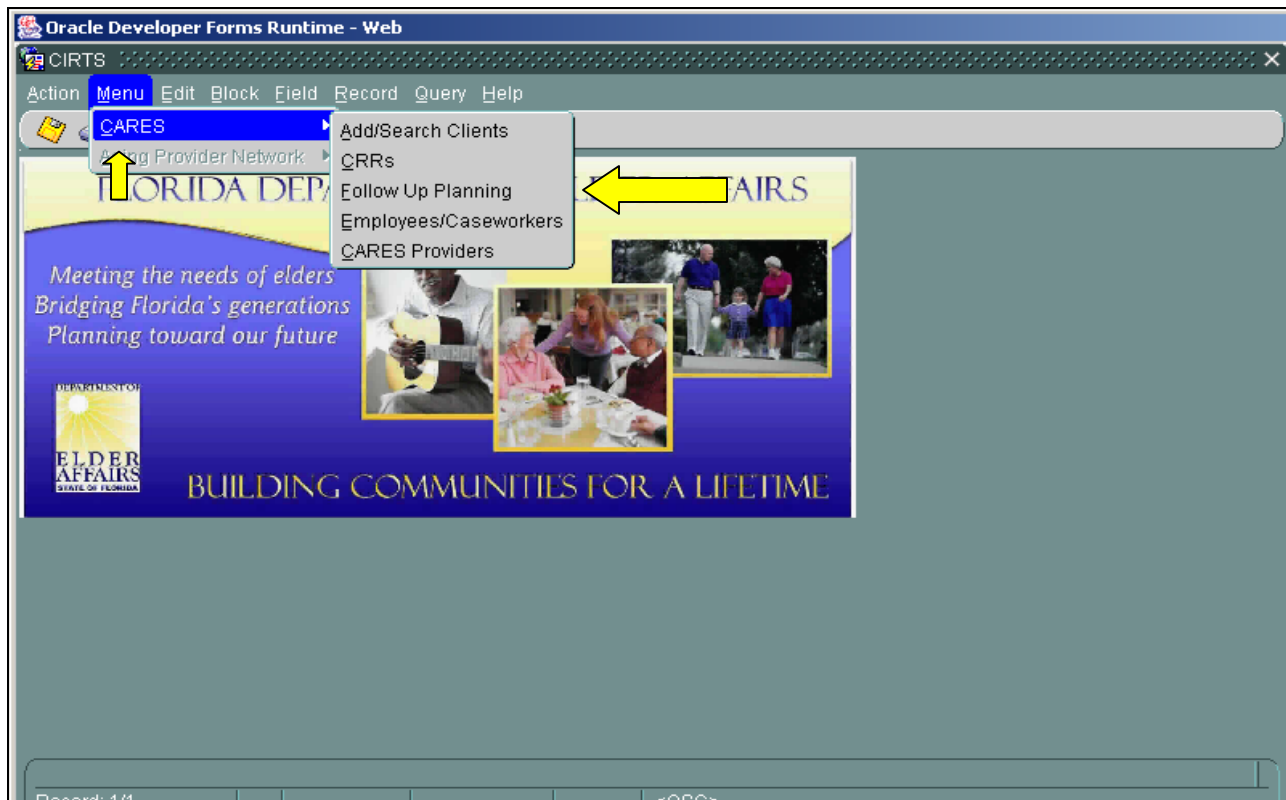 Oracle Developer Forms Runtime - Web
CIRTS
Action Menu Edit Block Field Record Query Help
CARES
Aging Provider Network
Add/Search Clients
CRRs
Follow Up Planning
Employees/Caseworkers
CARES Providers
FLORIDA DEPA AIRS
Meeting the needs of elders
Bridging Florida's generations
Planning toward our future
DEPARTMENT OF
ELDER
AFFAIRS
STATE OF FLORIDA
BUILDING COMMUNITIES FOR A LIFETIME
Record: 1/1 <OSC>